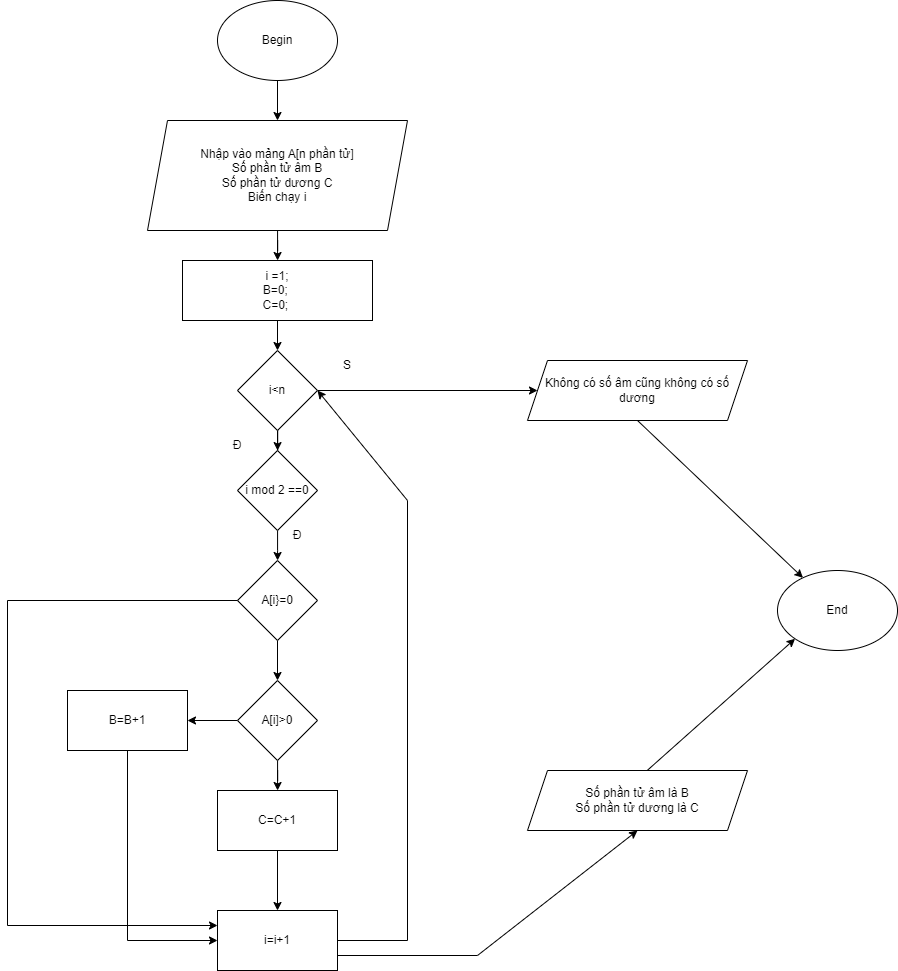 Begin
Nhập vào mảng A[n phần tử]
Số phần tử âm B
Số phần tử dương C
Biến chạy i
i =1;
B=0;
C=0;
S
i<n
Không có số âm cũng không có số
dương
Đ
i mod 2 ==0
Đ
A[i}=0
End
A[i]>0
B=B+1
Số phần tử âm là B
Số phần tử dương là C
C=C+1
i=i+1